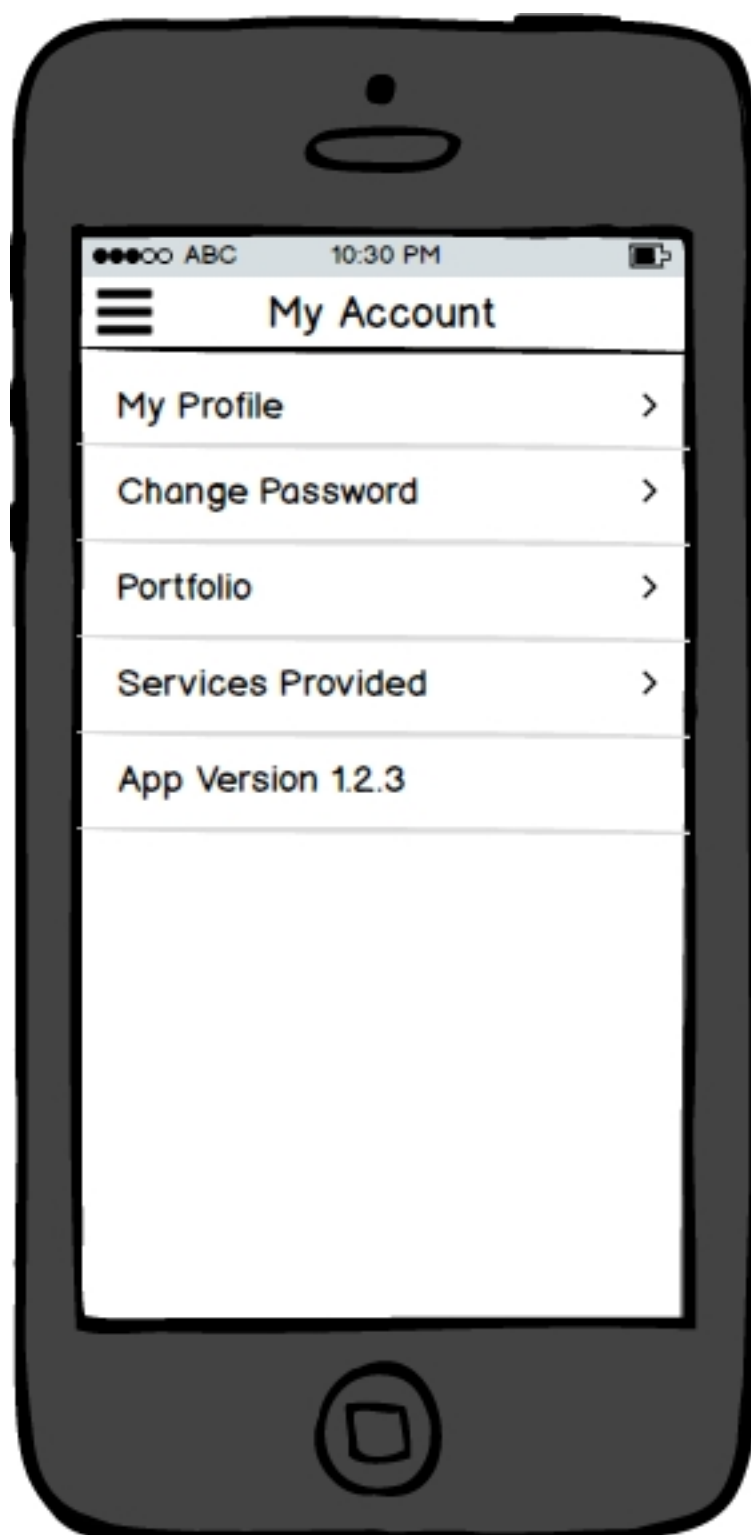 ABC 10:30 PM
My Account
My Profile
Change Password
Portfolio
Services Provided
App Version 1.2.3